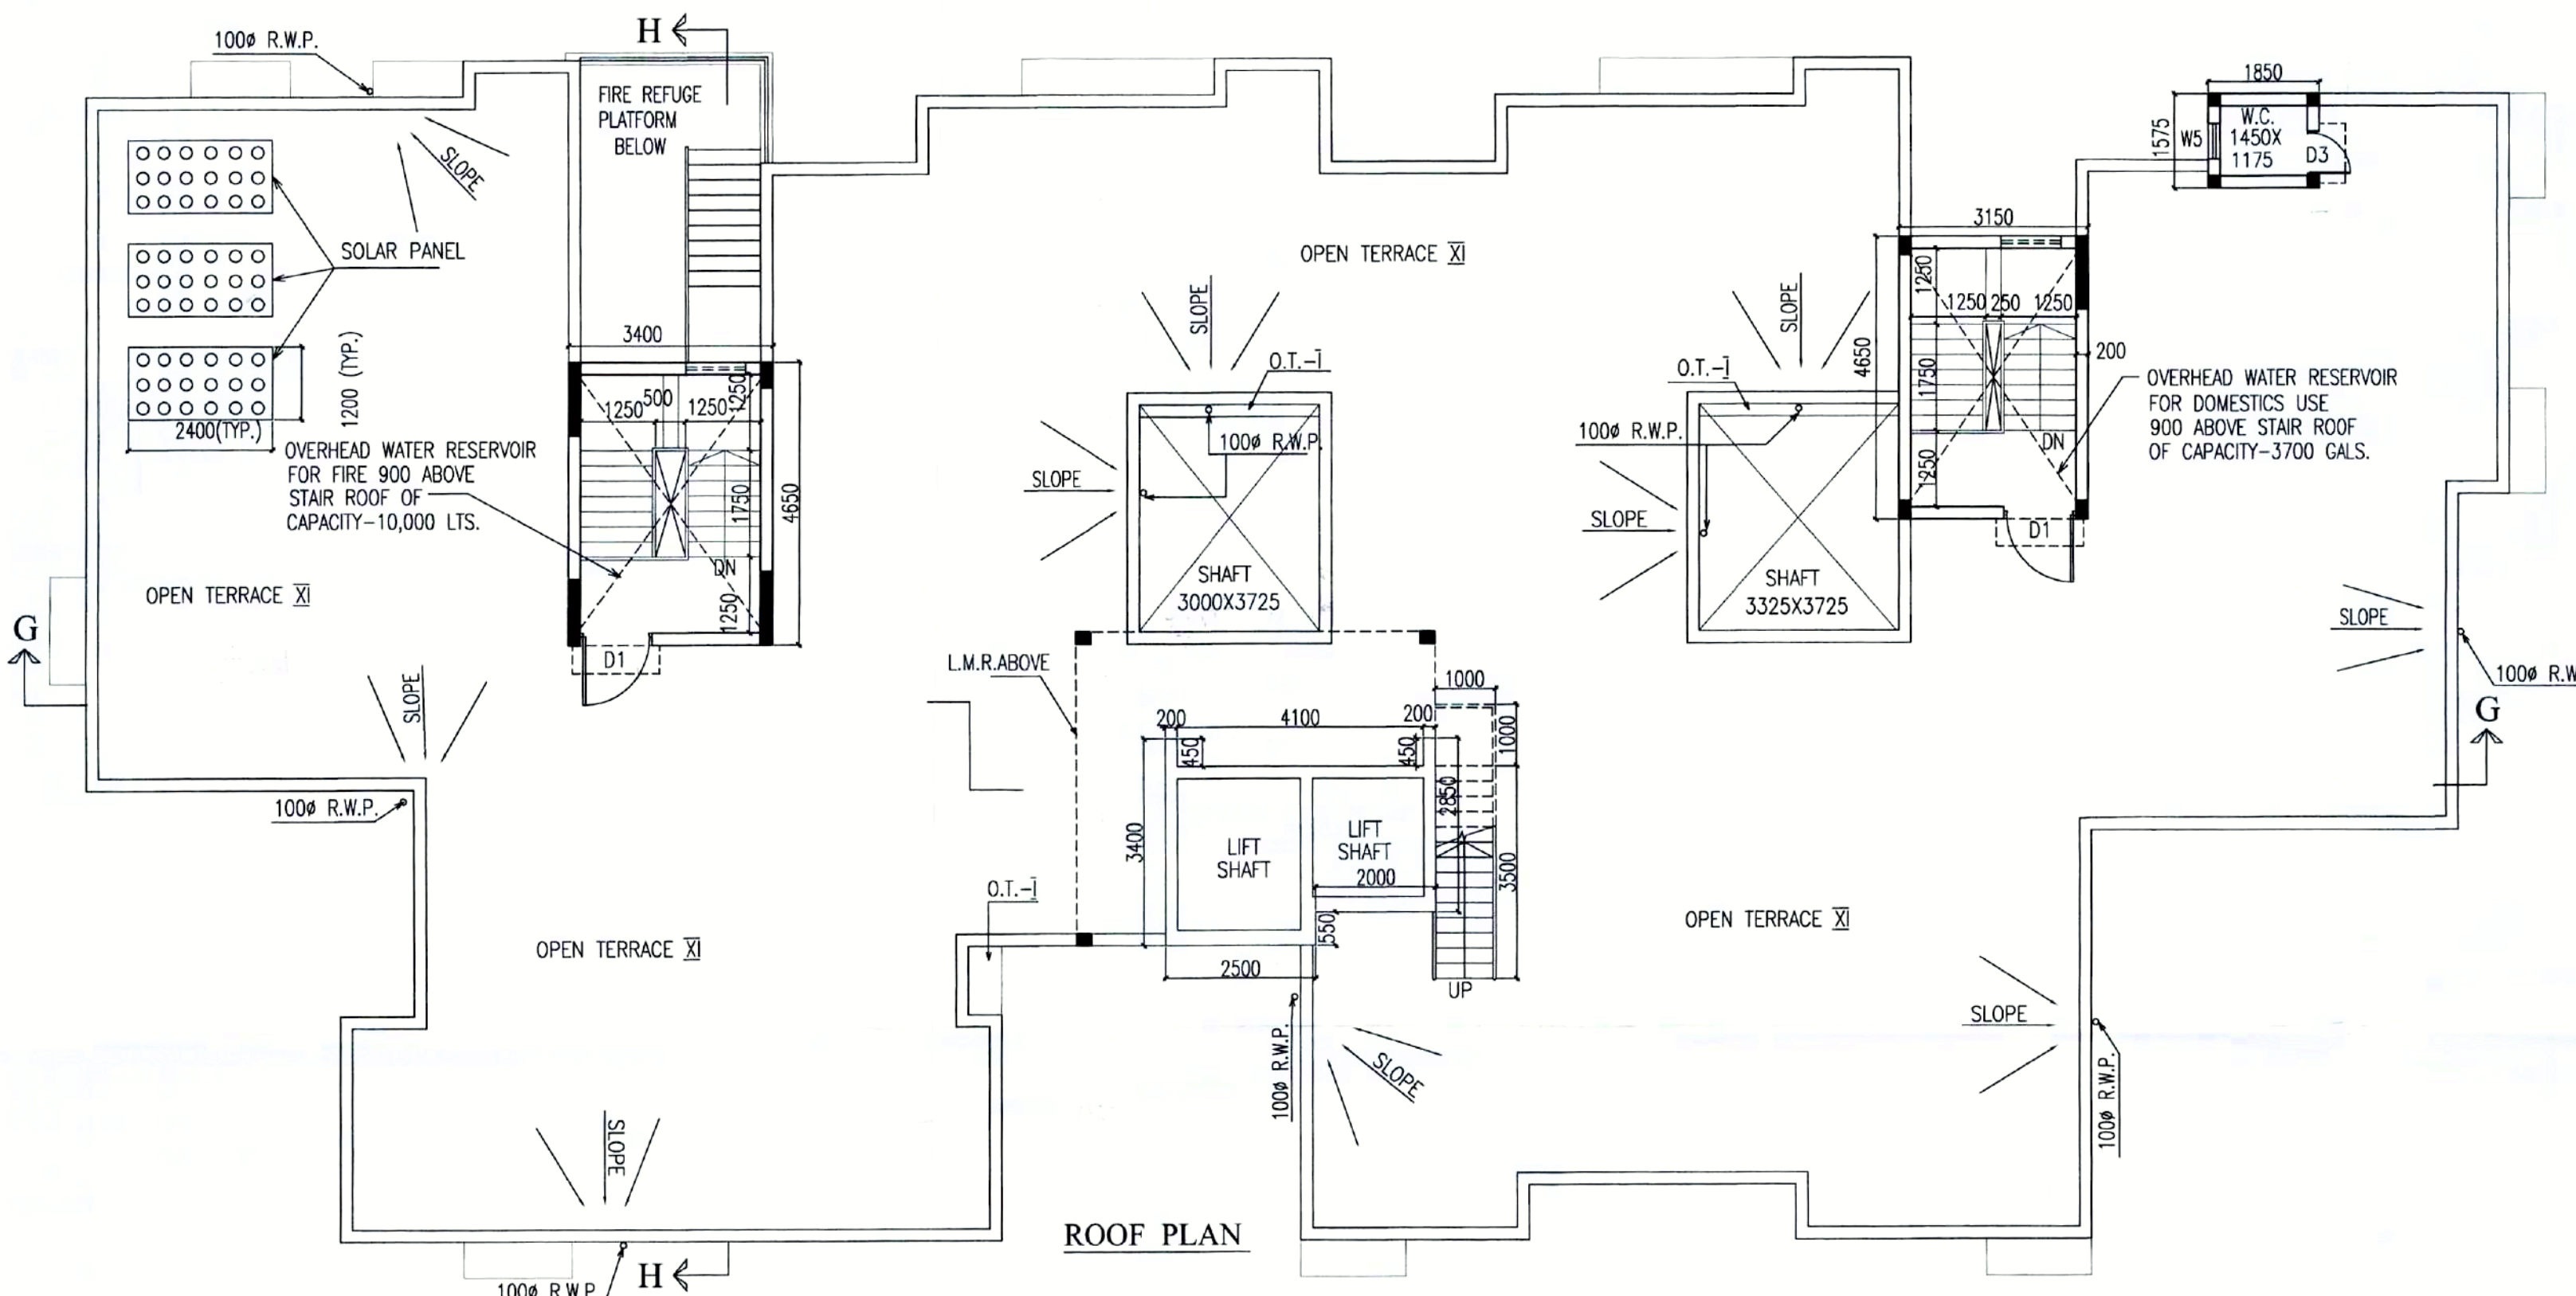 100ø R.W.P.
H
FIRE REFUGE
PLATFORM
BELOW
SLOPE
SOLAR PANEL
1200 (TYP.)
2400(TYP.)
OVERHEAD WATER RESERVOIR
FOR FIRE 900 ABOVE
STAIR ROOF OF
CAPACITY-10,000 LTS.
3400
500
1250
1250
1250
1750
4650
DN
1250
D1
OPEN TERRACE XI
G
SLOPE
100ø R.W.P.
OPEN TERRACE XI
SLOPE
100ø R.W.P
H
OPEN TERRACE XI
SLOPE
O.T.-I
100ø R.W.P.
SLOPE
SHAFT
3000X3725
SLOPE
O.T.-I
100ø R.W.P.
SLOPE
SHAFT
3325X3725
1850
1575
W5
W.C.
1450X
1175
D3
3150
1250
1250
250
1250
4650
1750
200
1250
DN
D1
OVERHEAD WATER RESERVOIR
FOR DOMESTICS USE
900 ABOVE STAIR ROOF
OF CAPACITY-3700 GALS.
SLOPE
100ø R.W
G
L.M.R.ABOVE
1000
200
4100
200
450
450
1000
2850
3400
LIFT
SHAFT
LIFT
SHAFT
2000
3500
550
2500
UP
O.T.-I
OPEN TERRACE XI
100ø R.W.P.
SLOPE
SLOPE
100ø R.W.P.
ROOF PLAN